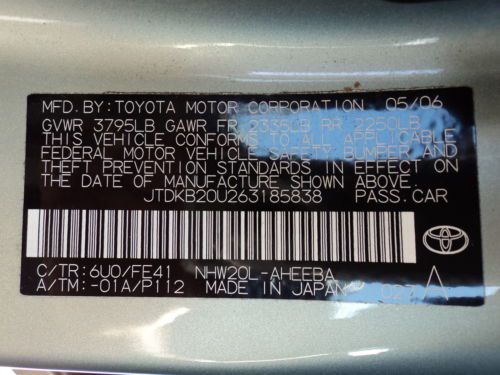 MFD. BY: TOYOTA MOTOR CORPORATION 05/06
GVWR 3795LB GAWR FR 2335LB RR 2250LB
THIS VEHICLE CONFORMS TO ALL APPLICABLE
FEDERAL MOTOR VEHICLE SAFETY, BUMPER AND
THEFT PREVENTION STANDARDS IN EFFECT ON
THE DATE OF MANUFACTURE SHOWN ABOVE.
JTDKB20U263185838 PASS.CAR
C/TR: 6U0/FE41 NHW20L-AHEEBA
A/TM: -01A/P112 MADE IN JAPAN 027 A